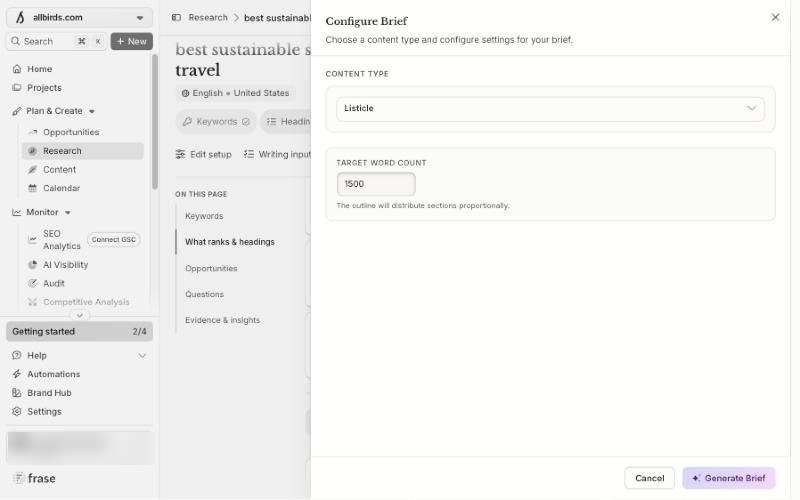 allbirds.com
Search ⌘ K + New
Home
Projects
Plan & Create
Opportunities
Research
Content
Calendar
Monitor
SEO Analytics Connect GSC
AI Visibility
Audit
Competitive Analysis
Getting started 2/4
Help
Automations
Brand Hub
Settings
frase
Research > best sustainabl
best sustainable s
travel
English • United States
Keywords Headin
Edit setup Writing input
ON THIS PAGE
Keywords
What ranks & headings
Opportunities
Questions
Evidence & insights
Configure Brief
Choose a content type and configure settings for your brief.
CONTENT TYPE
Listicle
TARGET WORD COUNT
1500
The outline will distribute sections proportionally.
Cancel Generate Brief